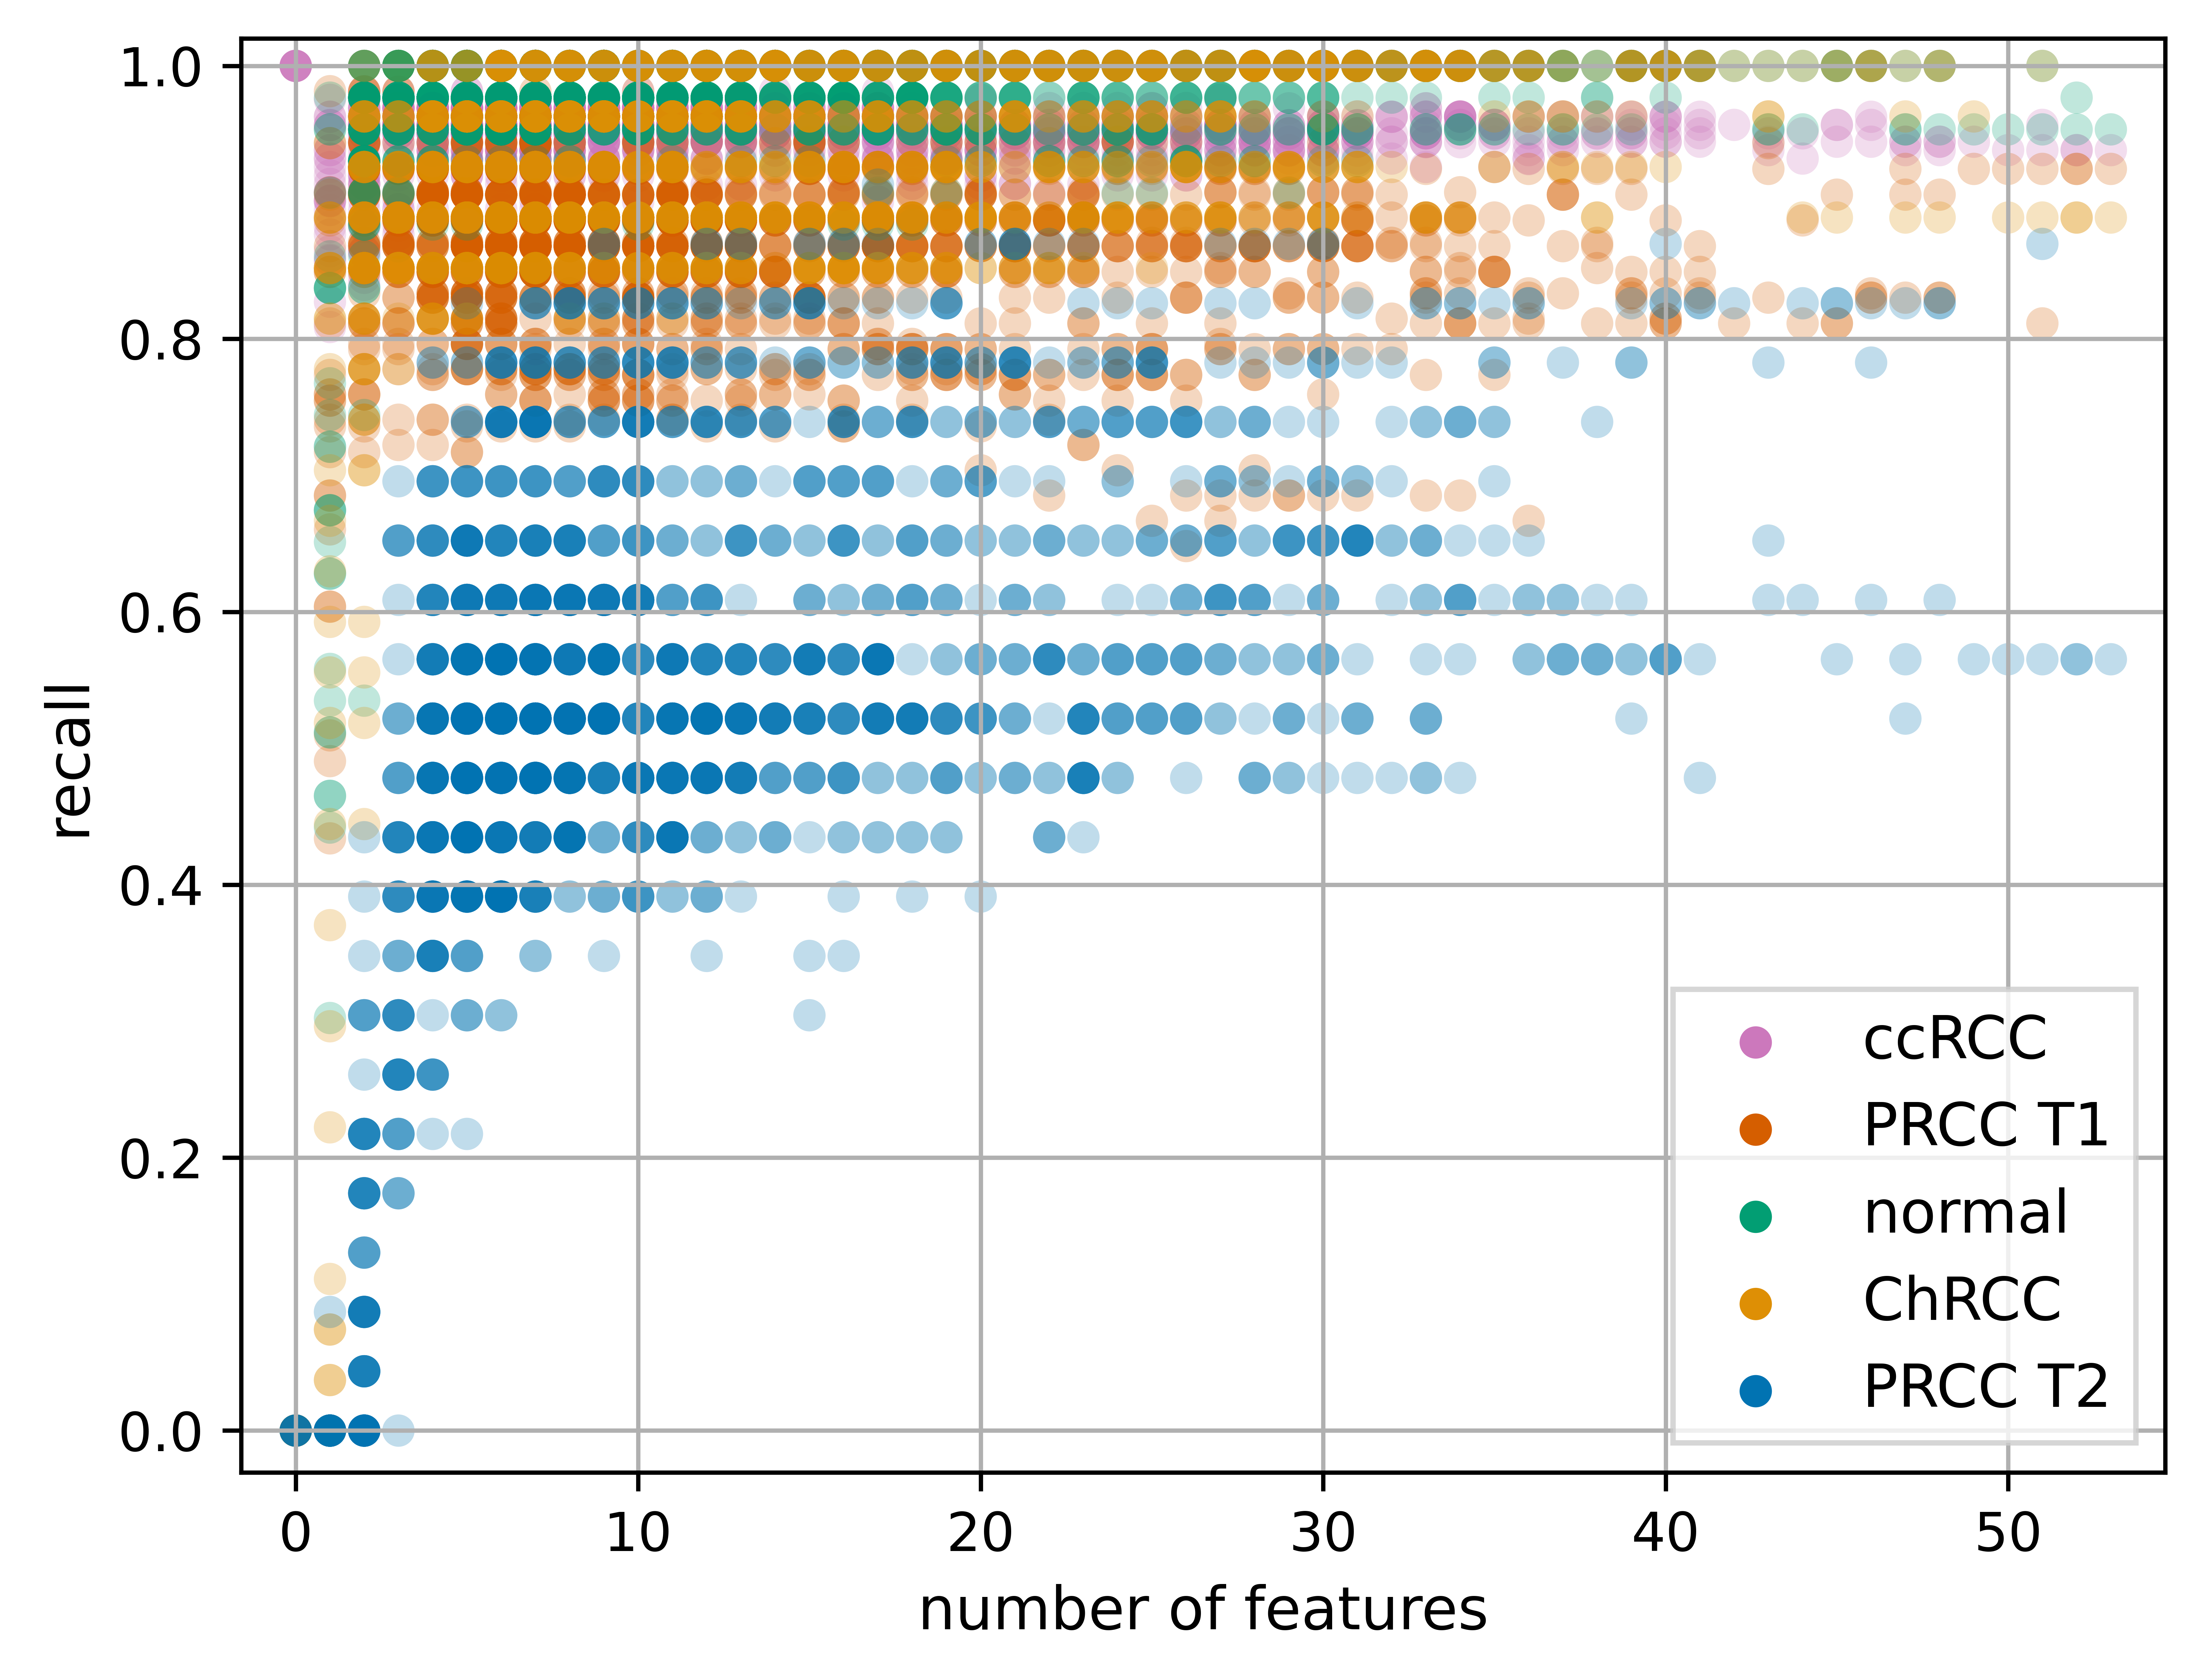 1.0
0.8
0.6
0.4
0.2
0.0
recall
ccRCC
PRCC T1
normal
ChRCC
PRCC T2
0 10 20 30 40 50
number of features